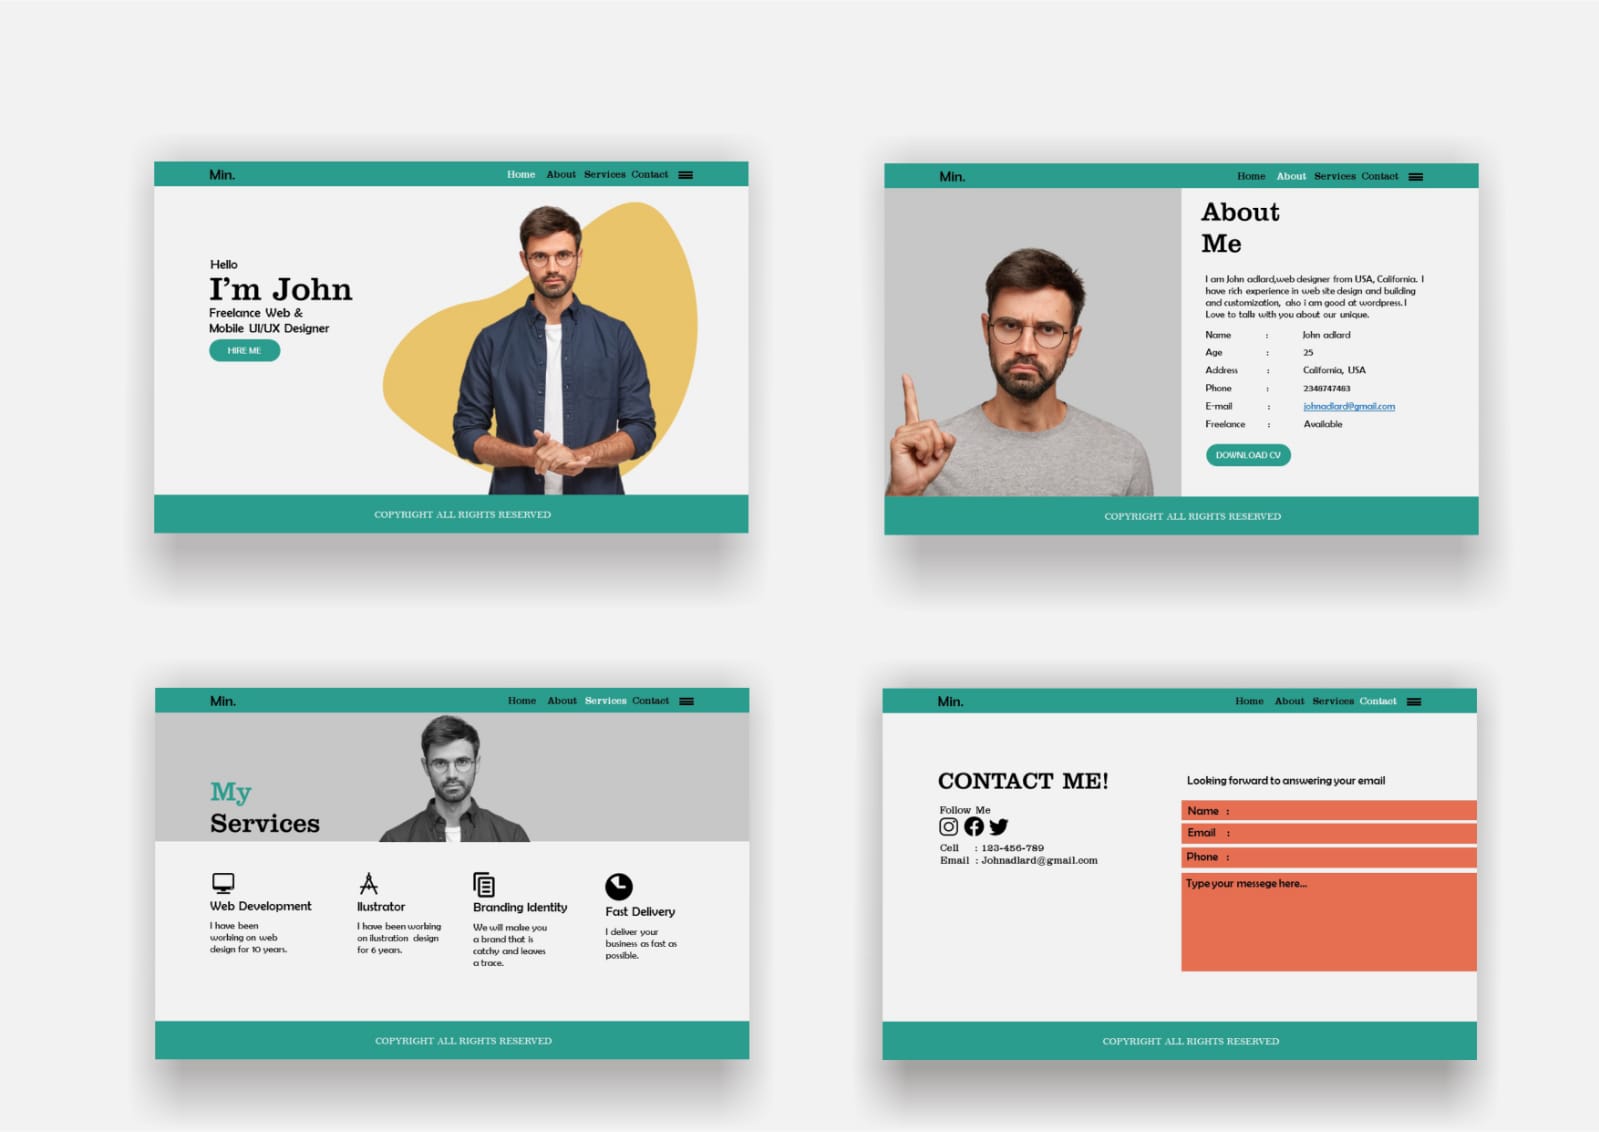 Min.
Home About Services Contact
Hello
I'm John
Freelance Web &
Mobile UI/UX Designer
HIRE ME
COPYRIGHT ALL RIGHTS RESERVED
Min.
Home About Services Contact
About
Me
I am John adlard,web designer from USA, California. I
have rich experience in web site design and building
and customization, also i am good at wordpress. I
Love to talk with you about our unique.
Name : John adlard
Age : 25
Address : California, USA
Phone : 2348747483
E-mail : johnadlard@gmail.com
Freelance : Available
DOWNLOAD CV
COPYRIGHT ALL RIGHTS RESERVED
Min.
Home About Services Contact
My
Services
Web Development
I have been
working on web
design for 10 years.
Ilustrator
I have been working
on ilustration design
for 6 years.
Branding Identity
We will make you
a brand that is
catchy and leaves
a trace.
Fast Delivery
I deliver your
business as fast as
possible.
COPYRIGHT ALL RIGHTS RESERVED
Min.
Home About Services Contact
CONTACT ME!
Follow Me
Cell : 123-456-789
Email : Johnadlard@gmail.com
Looking forward to answering your email
Name :
Email :
Phone :
Type your messege here...
COPYRIGHT ALL RIGHTS RESERVED